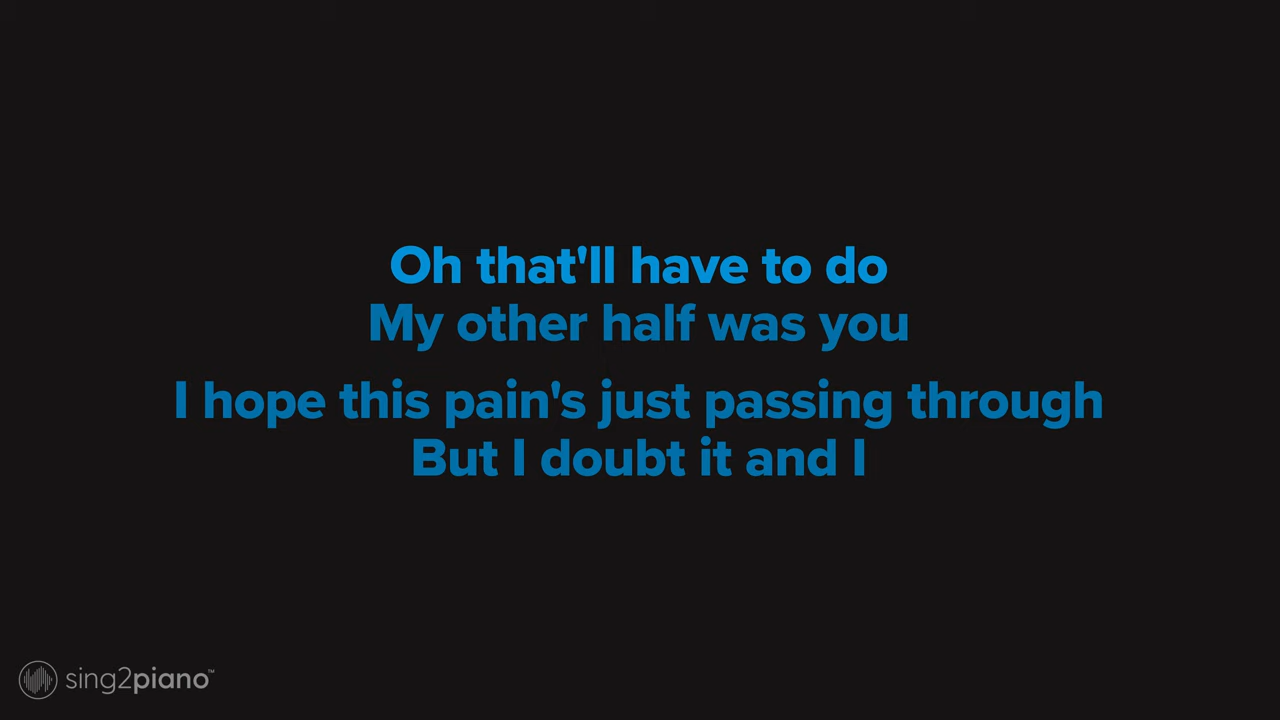 Oh that'll have to do
My other half was you
I hope this pain's just passing through
But I doubt it and I
sing2piano™